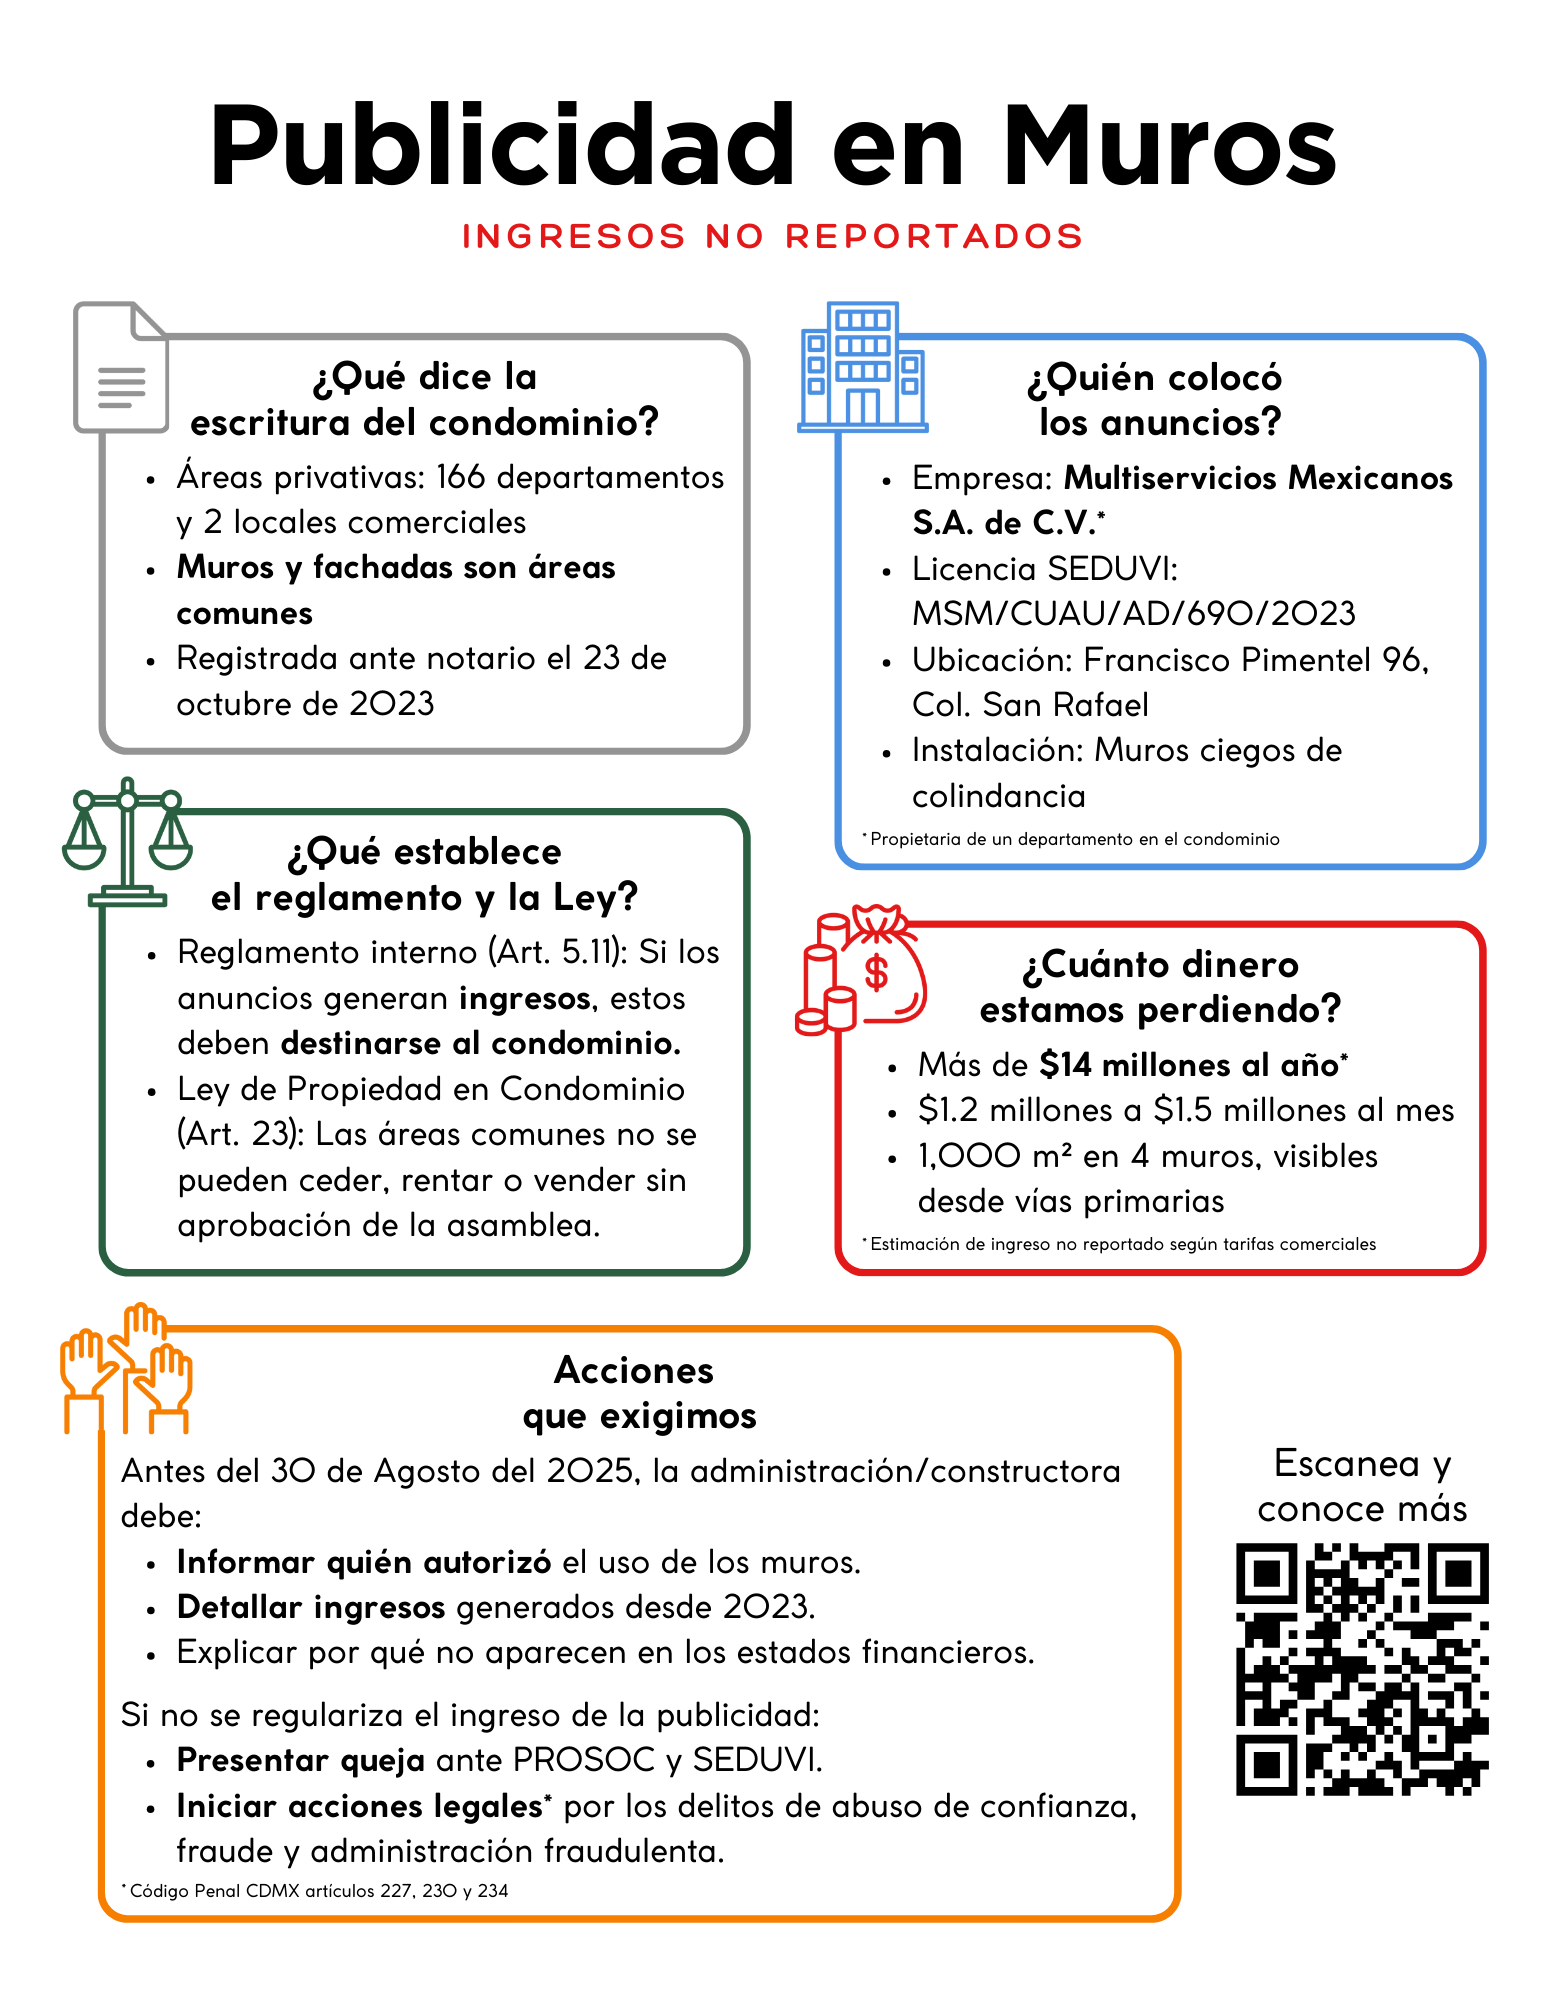 Publicidad en Muros
INGRESOS NO REPORTADOS
¿Qué dice la
escritura del condominio?
• Áreas privativas: 166 departamentos
y 2 locales comerciales
• Muros y fachadas son áreas
comunes
• Registrada ante notario el 23 de
octubre de 2023
¿Quién colocó
los anuncios?
• Empresa: Multiservicios Mexicanos
S.A. de C.V.*
• Licencia SEDUVI:
MSM/CUAU/AD/690/2023
• Ubicación: Francisco Pimentel 96,
Col. San Rafael
• Instalación: Muros ciegos de
colindancia
* Propietaria de un departamento en el condominio
¿Qué establece
el reglamento y la Ley?
• Reglamento interno (Art. 5.11): Si los
anuncios generan ingresos, estos
deben destinarse al condominio.
• Ley de Propiedad en Condominio
(Art. 23): Las áreas comunes no se
pueden ceder, rentar o vender sin
aprobación de la asamblea.
$
¿Cuánto dinero
estamos perdiendo?
• Más de $14 millones al año*
• $1.2 millones a $1.5 millones al mes
• 1,000 m² en 4 muros, visibles
desde vías primarias
* Estimación de ingreso no reportado según tarifas comerciales
Acciones
que exigimos
Antes del 30 de Agosto del 2025, la administración/constructora
debe:
• Informar quién autorizó el uso de los muros.
• Detallar ingresos generados desde 2023.
• Explicar por qué no aparecen en los estados financieros.
Si no se regulariza el ingreso de la publicidad:
• Presentar queja ante PROSOC y SEDUVI.
• Iniciar acciones legales* por los delitos de abuso de confianza,
fraude y administración fraudulenta.
* Código Penal CDMX artículos 227, 230 y 234
Escanea y
conoce más